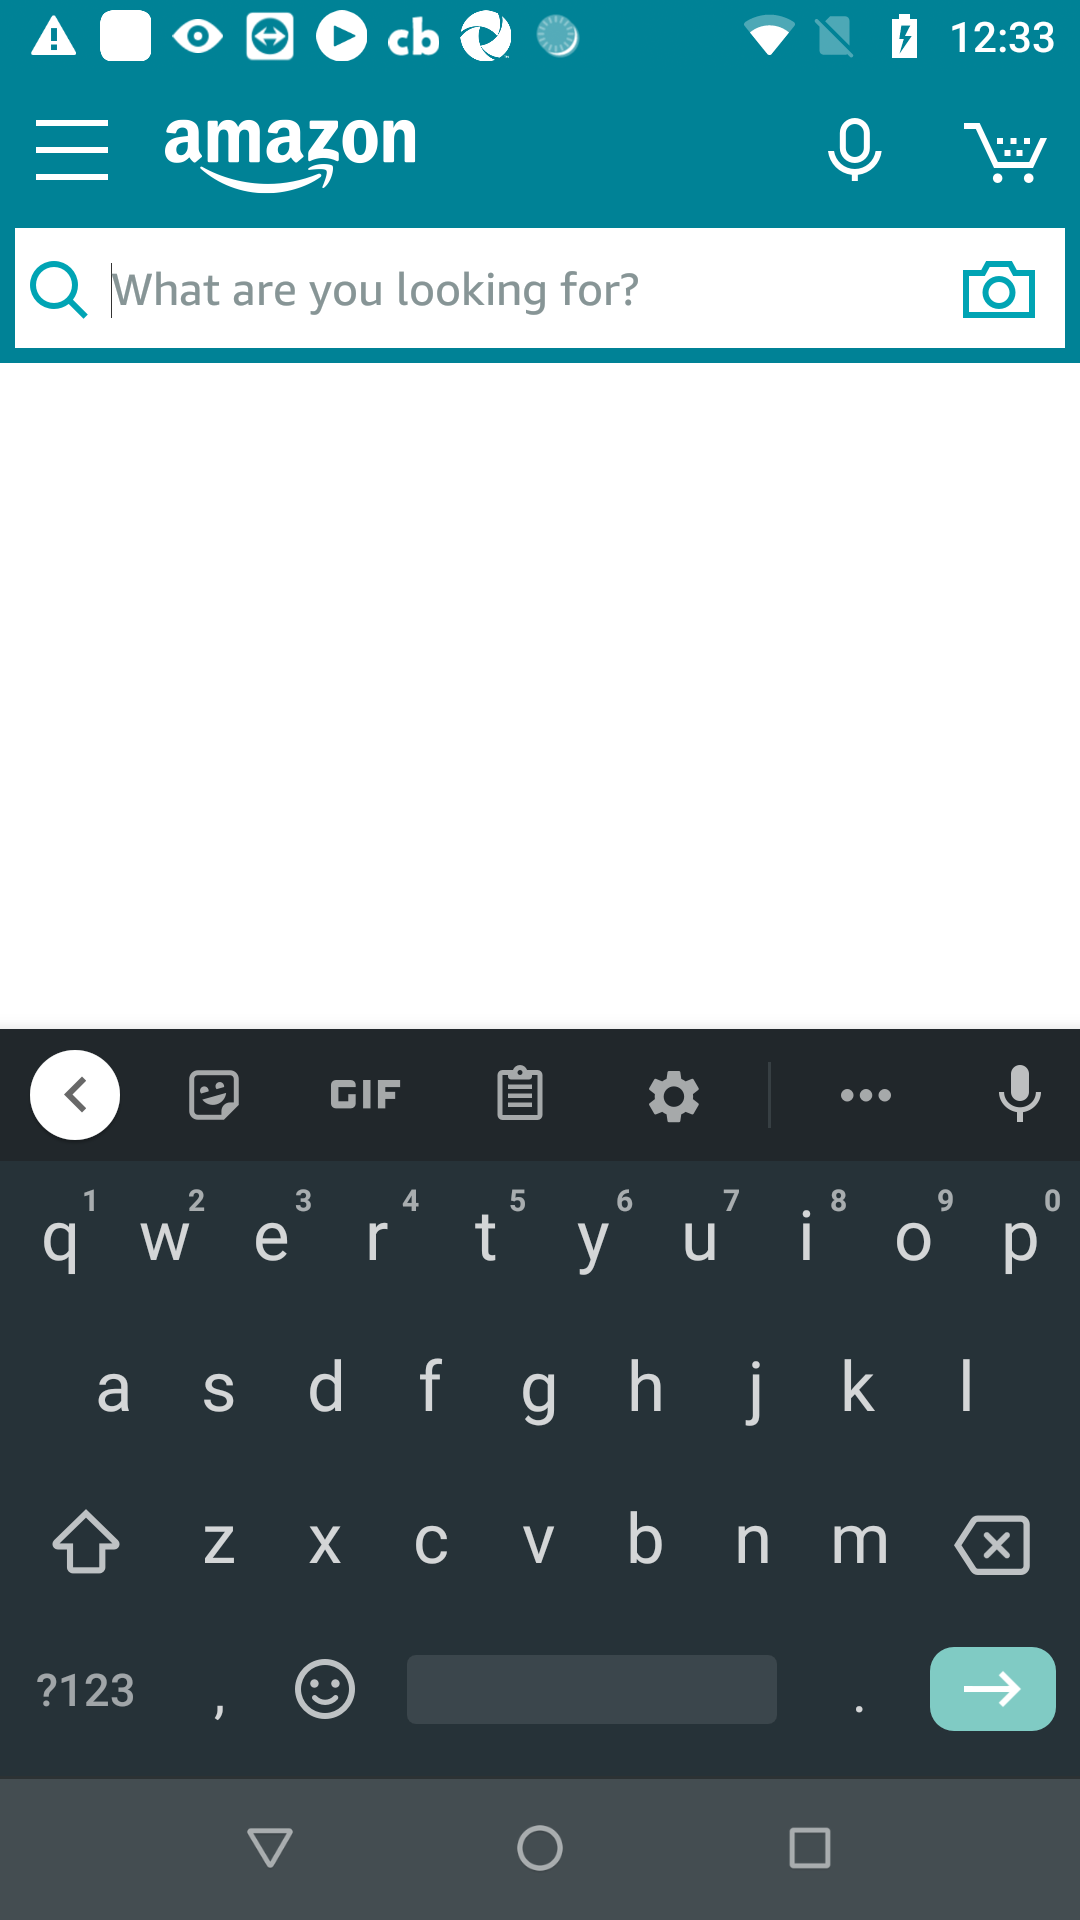 cb 12:33
amazon
What are you looking for?
GIF
1 2 3 4 5 6 7 8 9 0
q w e r t y u i o p
a s d f g h j k l
z x c v b n m
?123 , .